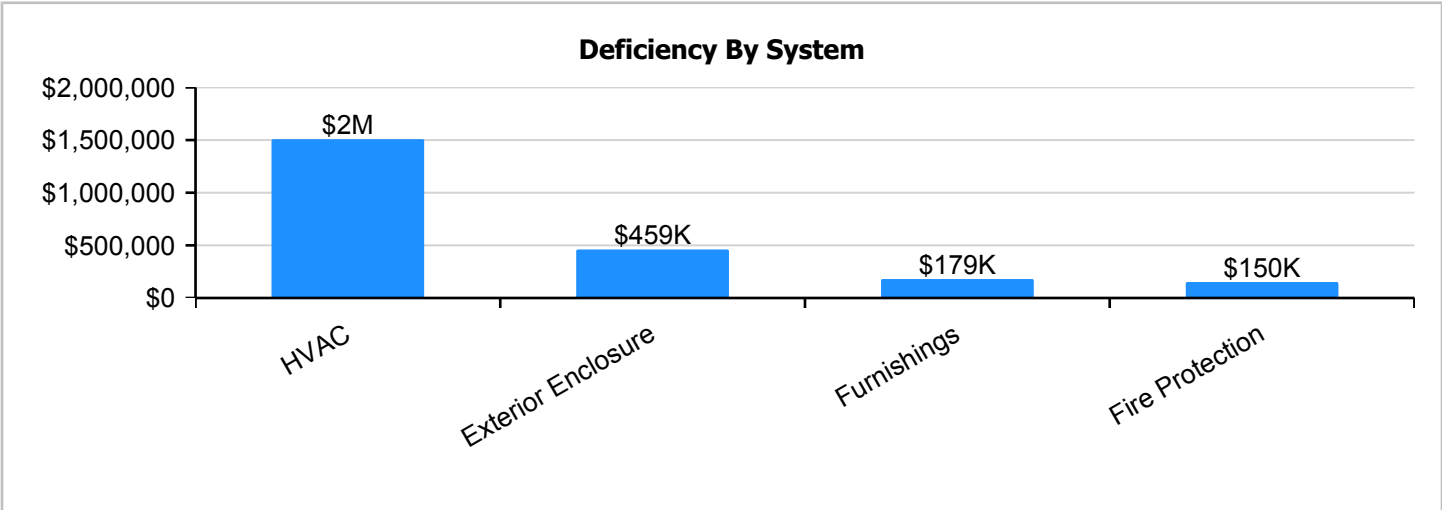 Deficiency By System
$2,000,000
$1,500,000
$1,000,000
$500,000
$0
$2M
$459K
$179K
$150K
HVAC
Exterior Enclosure
Furnishings
Fire Protection